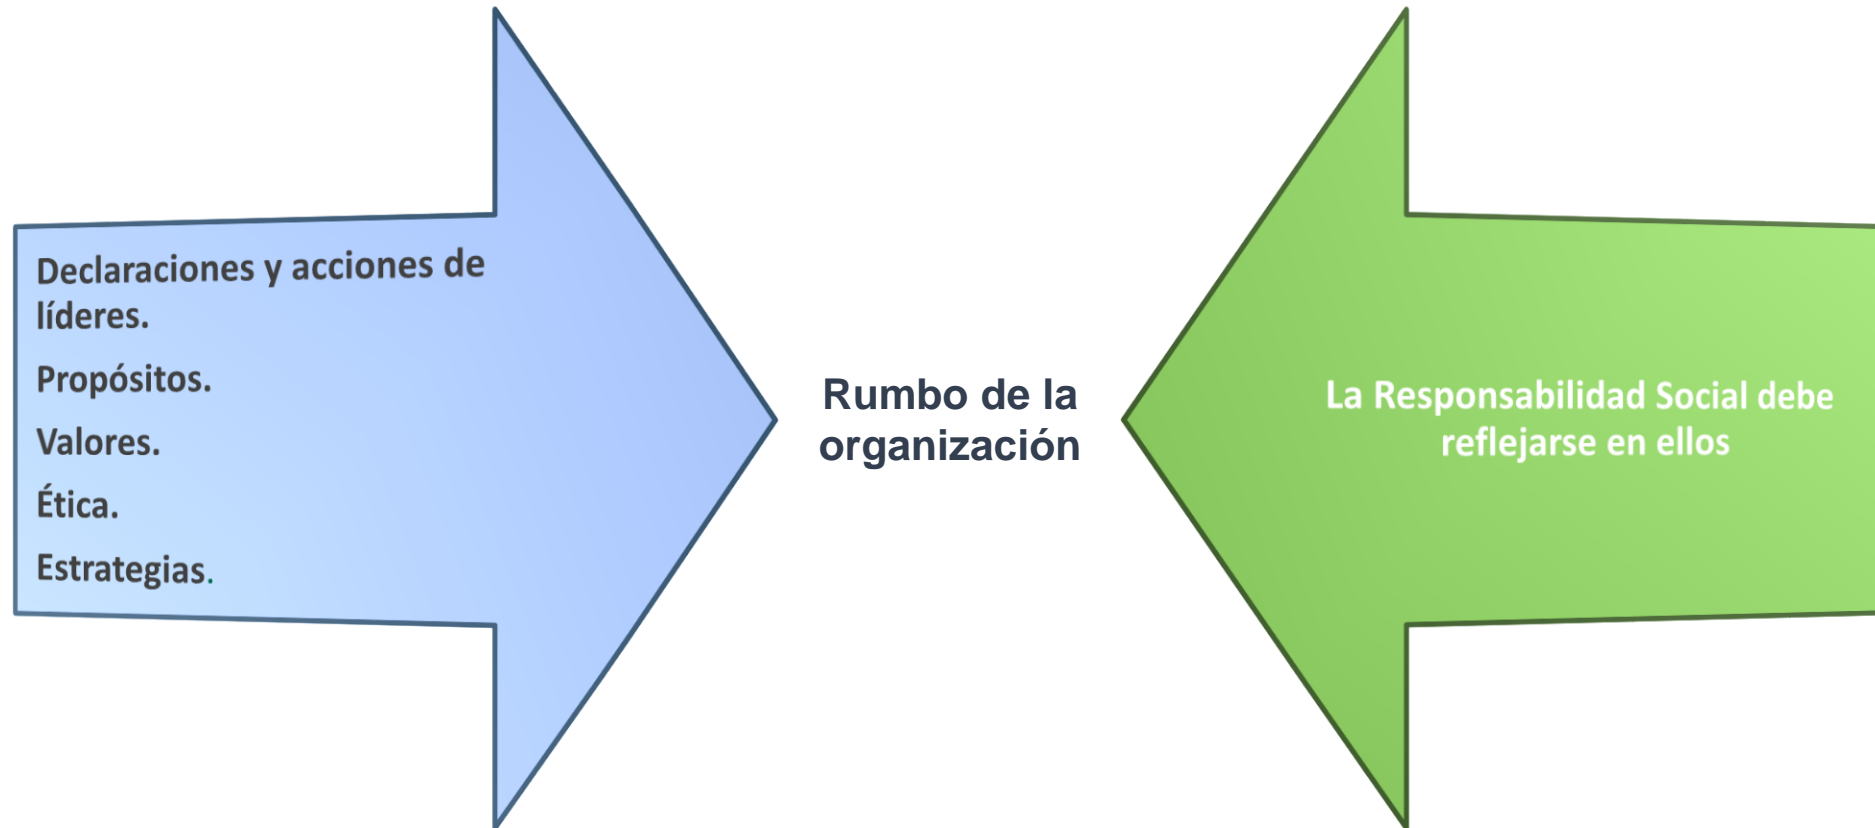 Declaraciones y acciones de
líderes.
Propósitos.
Valores.
Ética.
Estrategias.
Rumbo de la
organización
La Responsabilidad Social debe
reflejarse en ellos